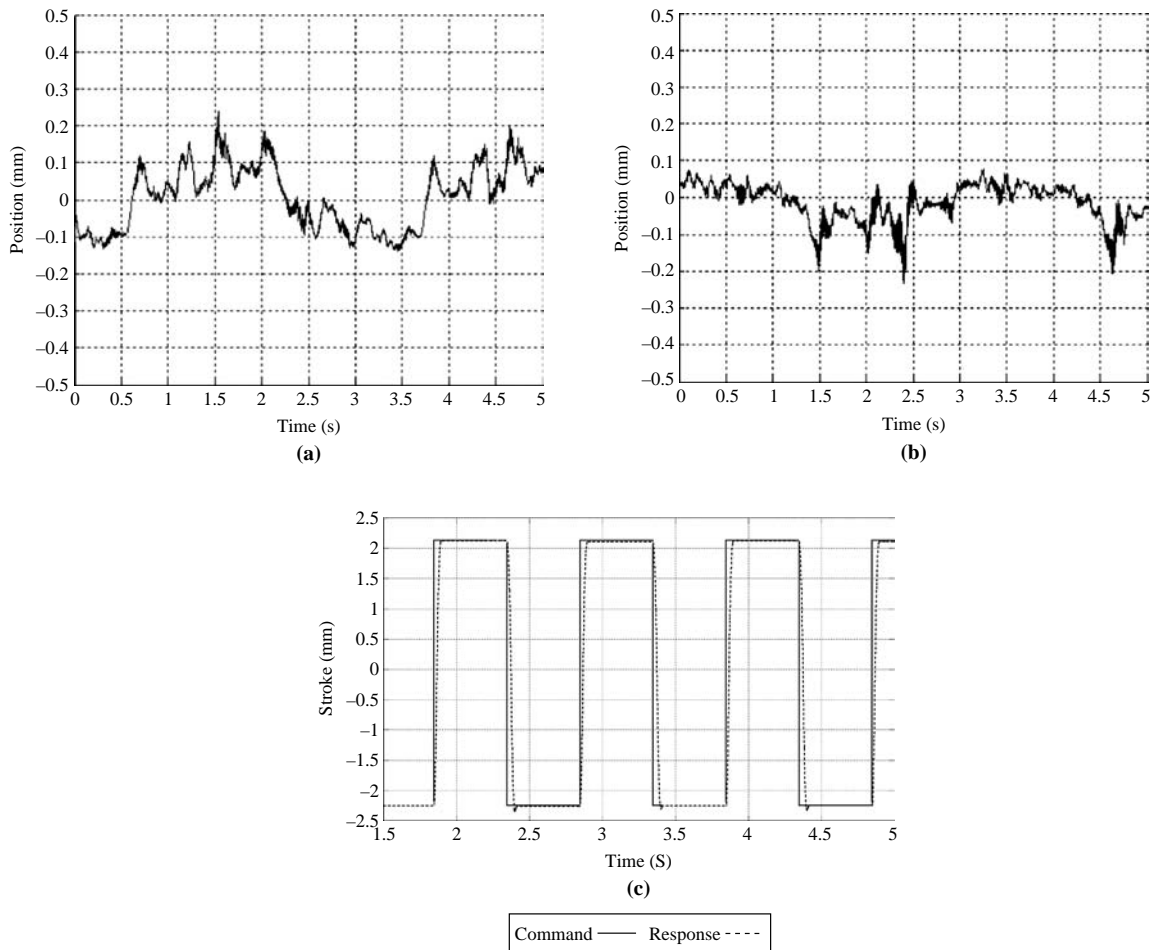 0.5
0.4
0.3
0.2
0.1
0
–0.1
–0.2
–0.3
–0.4
–0.5
Position (mm)
0 0.5 1 1.5 2 2.5 3 3.5 4 4.5 5
Time (s)
(a)
0.5
0.4
0.3
0.2
0.1
0
–0.1
–0.2
–0.3
–0.4
–0.5
Position (mm)
0 0.5 1 1.5 2 2.5 3 3.5 4 4.5 5
Time (s)
(b)
2.5
2
1.5
1
0.5
0
–0.5
–1
–1.5
–2
–2.5
Stroke (mm)
1.5 2 2.5 3 3.5 4 4.5 5
Time (S)
(c)
Command Response